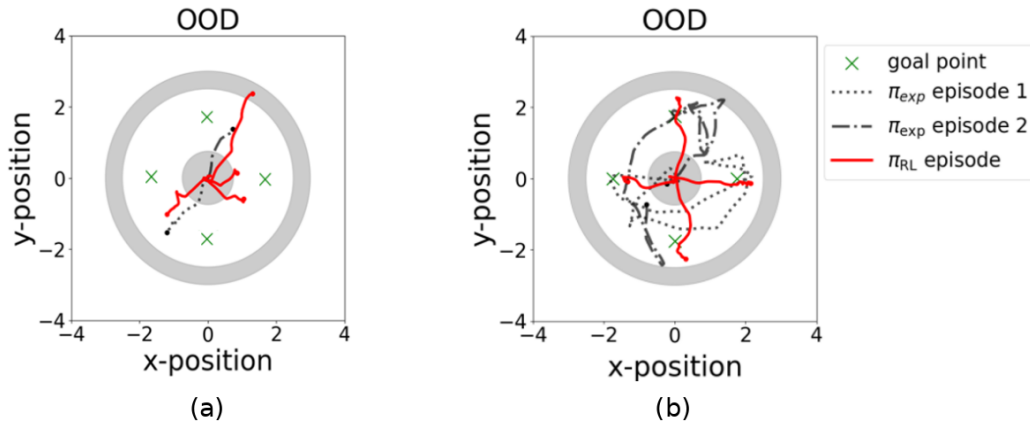 OOD
4
2
0
−2
−4
−4
−2
0
2
4
y-position
x-position
(a)
OOD
4
2
0
−2
−4
−4
−2
0
2
4
y-position
x-position
(b)
goal point
π_exp episode 1
π_exp episode 2
π_RL episode